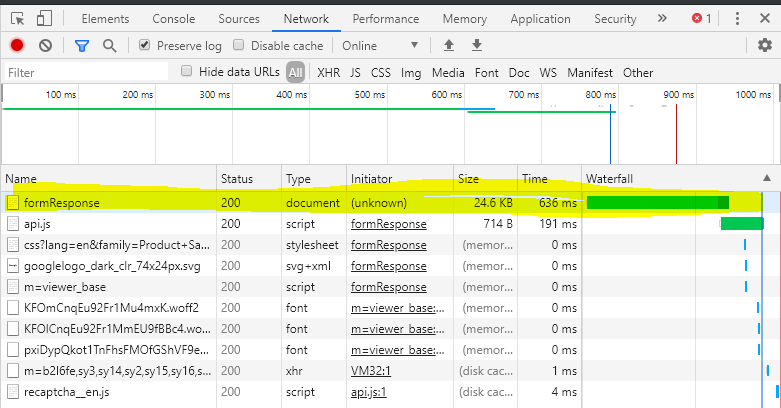 Elements Console Sources Network Performance Memory Application Security » 1
Preserve log Disable cache Online
Filter Hide data URLs All XHR JS CSS Img Media Font Doc WS Manifest Other
100 ms 200 ms 300 ms 400 ms 500 ms 600 ms 700 ms 800 ms 900 ms 1000 ms
Name Status Type Initiator Size Time Waterfall
formResponse 200 document (unknown) 24.6 KB 636 ms
api.js 200 script formResponse 714 B 191 ms
css?lang=en&family=Product+Sa... 200 stylesheet formResponse (memor... 0 ms
googlelogo_dark_clr_74x24px.svg 200 svg+xml formResponse (memor... 0 ms
m=viewer_base 200 script formResponse (memor... 0 ms
KFOmCnqEu92Fr1Mu4mxK.woff2 200 font m=viewer_base:... (memor... 0 ms
KFOlCnqEu92Fr1MmEU9fBBc4.wo... 200 font m=viewer_base:... (memor... 0 ms
pxiDypQkot1TnFhsFMOfGShVF9e... 200 font m=viewer_base:... (memor... 0 ms
m=b2l6fe,sy3,sy14,sy2,sy15,sy16,s... 200 xhr VM32:1 (disk cac... 1 ms
recaptcha__en.js 200 script api.js:1 (disk cac... 4 ms